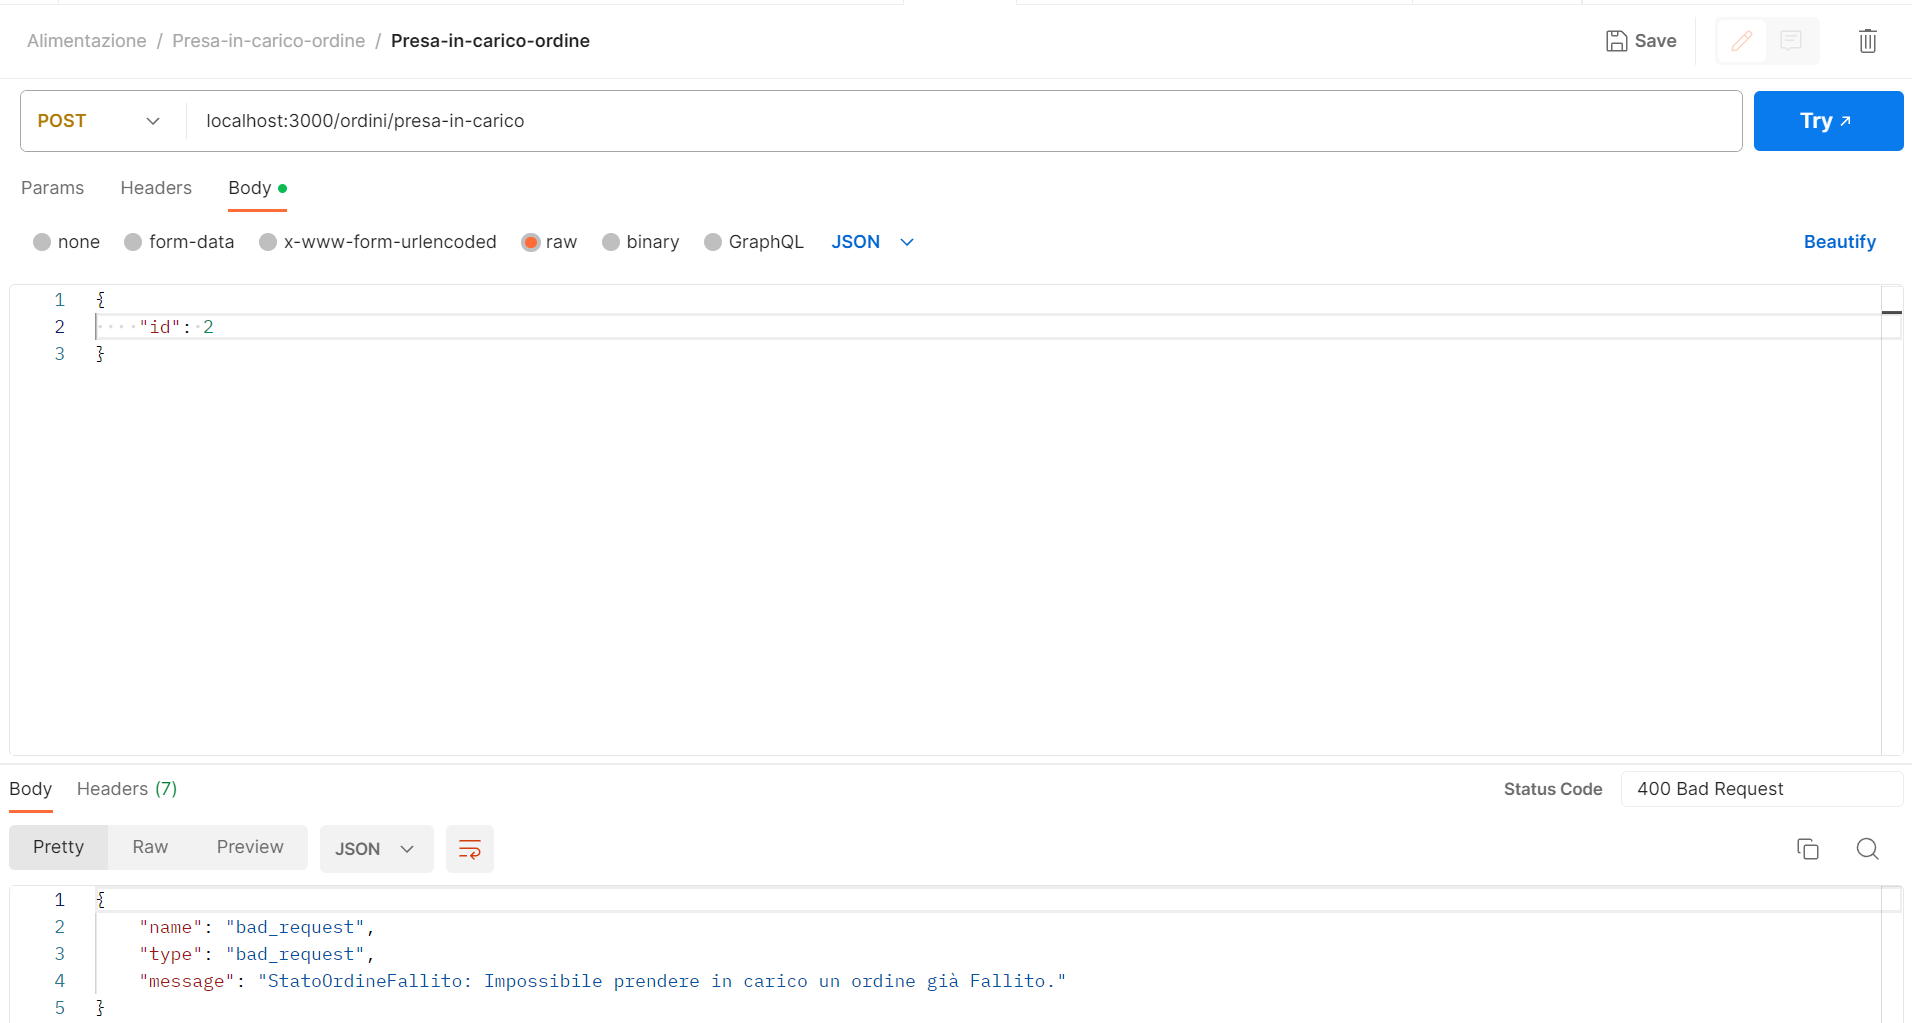 Alimentazione / Presa-in-carico-ordine / Presa-in-carico-ordine
Save
POST
localhost:3000/ordini/presa-in-carico
Try ↗
Params Headers Body
none form-data x-www-form-urlencoded raw binary GraphQL JSON
Beautify
1 {
2 "id": 2
3 }
Body Headers (7)
Status Code 400 Bad Request
Pretty Raw Preview JSON
1 {
2 "name": "bad_request",
3 "type": "bad_request",
4 "message": "StatoOrdineFallito: Impossibile prendere in carico un ordine già Fallito."
5 }